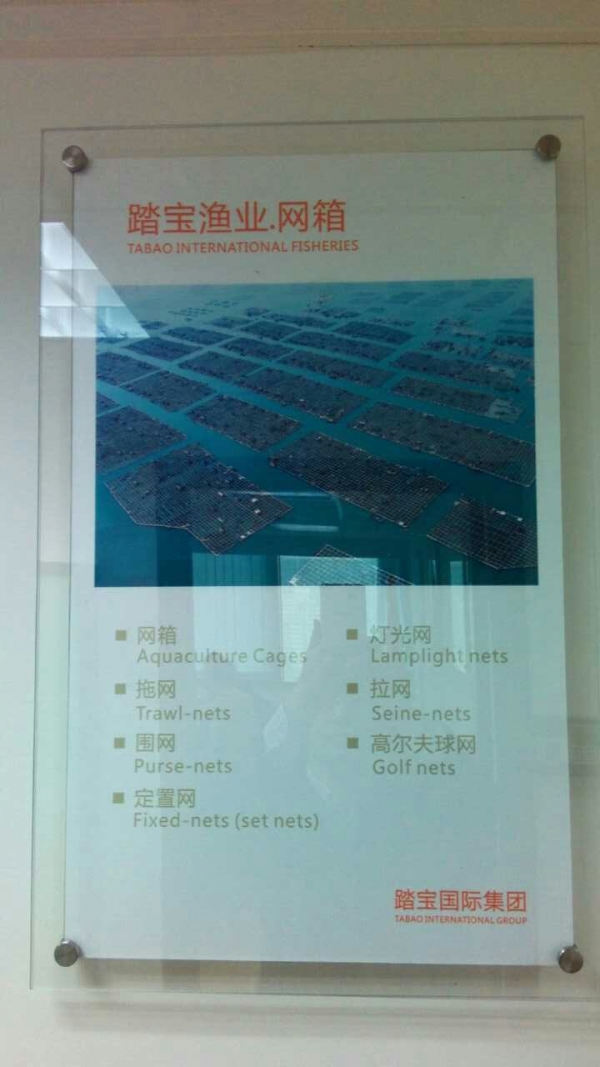 踏宝渔业.网箱
TABAO INTERNATIONAL FISHERIES
网箱
Aquaculture Cages
拖网
Trawl-nets
围网
Purse-nets
定置网
Fixed-nets (set nets)
灯光网
Lamplight nets
拉网
Seine-nets
高尔夫球网
Golf nets
踏宝国际集团
TABAO INTERNATIONAL GROUP